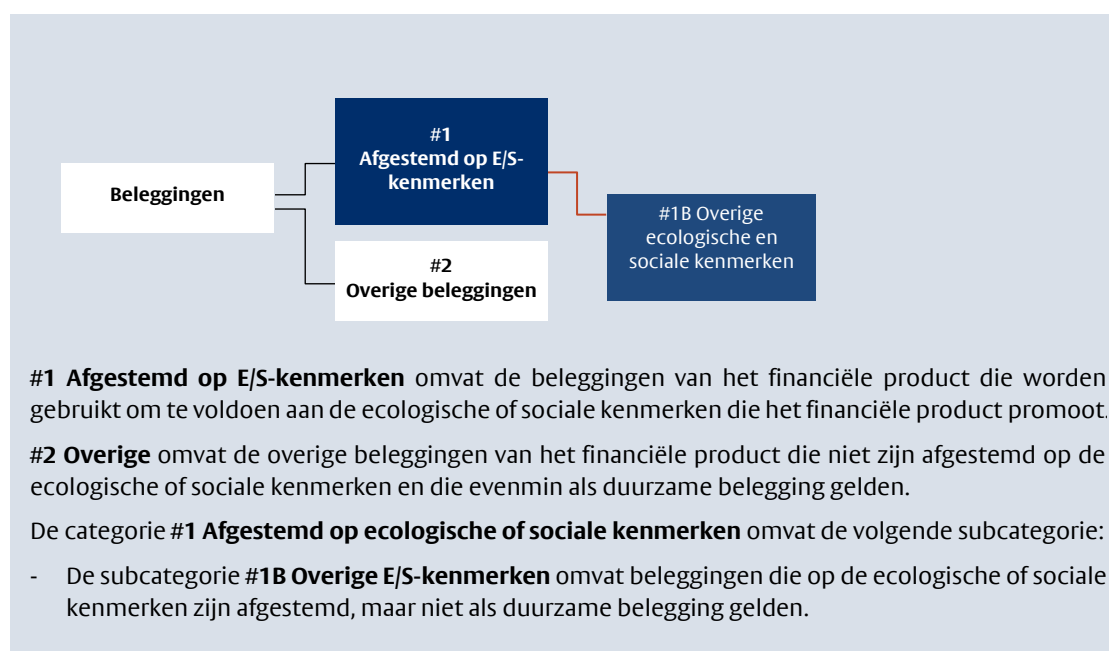 #1
Afgestemd op E/S-
kenmerken
Beleggingen
#1B Overige
ecologische en
sociale kenmerken
#2
Overige beleggingen
#1 Afgestemd op E/S-kenmerken omvat de beleggingen van het financiële product die worden
gebruikt om te voldoen aan de ecologische of sociale kenmerken die het financiële product promoot.
#2 Overige omvat de overige beleggingen van het financiële product die niet zijn afgestemd op de
ecologische of sociale kenmerken en die evenmin als duurzame belegging gelden.
De categorie #1 Afgestemd op ecologische of sociale kenmerken omvat de volgende subcategorie:
- De subcategorie #1B Overige E/S-kenmerken omvat beleggingen die op de ecologische of sociale
kenmerken zijn afgestemd, maar niet als duurzame belegging gelden.